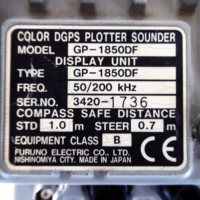 COLOR DGPS PLOTTER SOUNDER
MODEL GP-1850DF
DISPLAY UNIT
TYPE GP-1850DF
FREQ. 50/200 kHz
SER.NO. 3420-1736
COMPASS SAFE DISTANCE
STD 1.0 m STEER 0.7 m
EQUIPMENT CLASS B
FURUNO ELECTRIC CO., LTD.
NISHINOMIYA CITY, MADE IN JAPAN